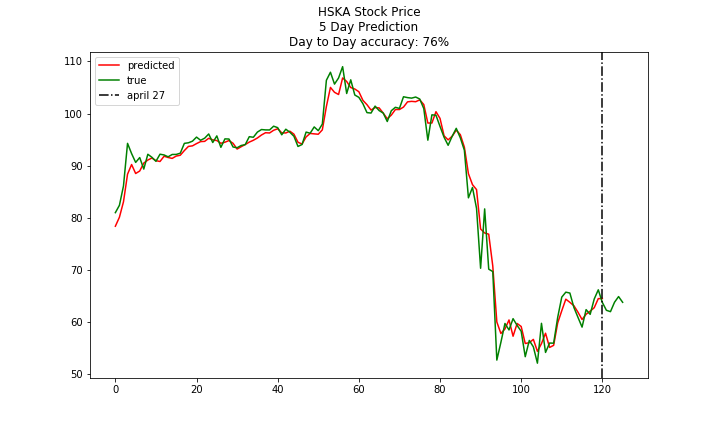 HSKA Stock Price
5 Day Prediction
Day to Day accuracy: 76%
predicted
true
april 27
110
100
90
80
70
60
50
0 20 40 60 80 100 120